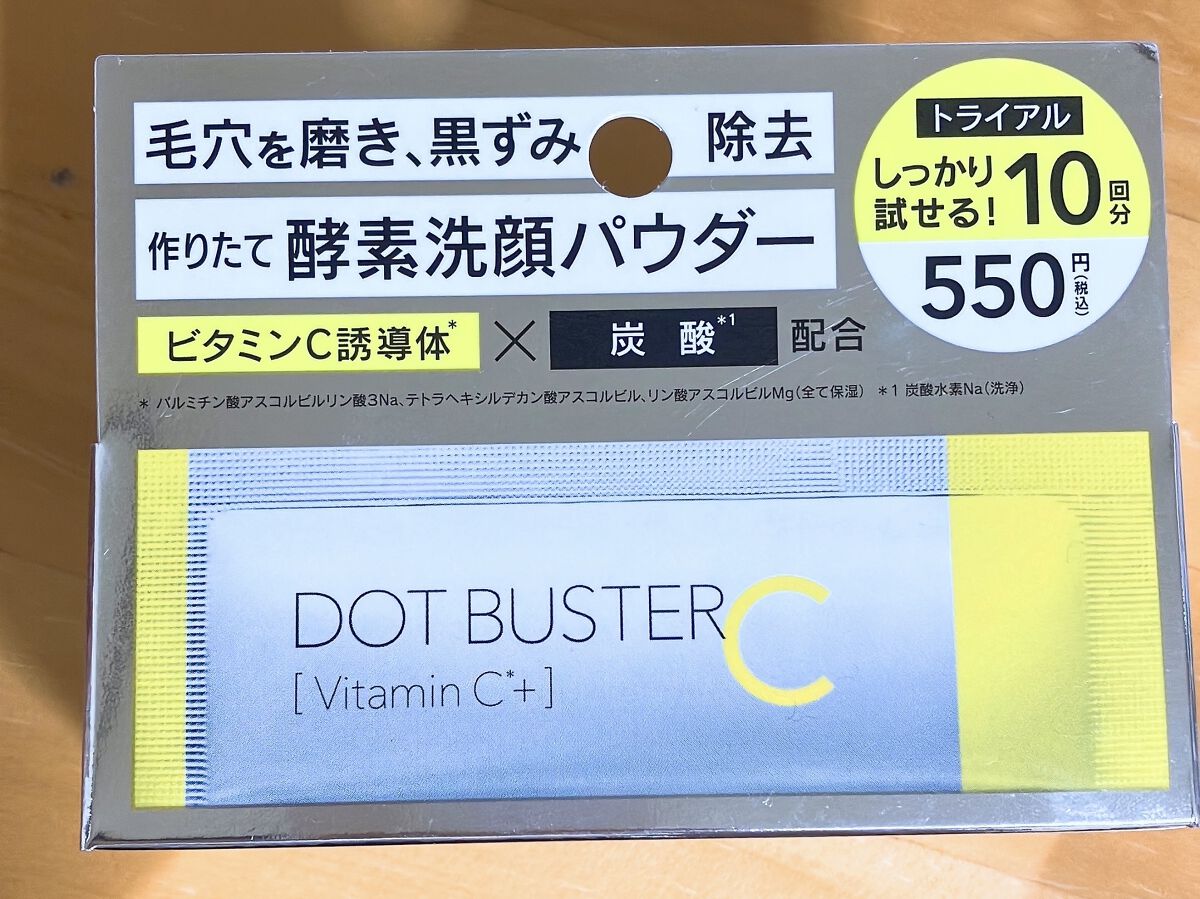 毛穴を磨き、黒ずみ 除去
作りたて 酵素洗顔パウダー
ビタミンC誘導体* × 炭酸*1 配合
* パルミチン酸アスコルビルリン酸3Na、テトラヘキシルデカン酸アスコルビル、リン酸アスコルビルMg(全て保湿) *1 炭酸水素Na(洗浄)
トライアル
しっかり
試せる! 10回分
550円(税込)
DOT BUSTER C
[Vitamin C*+]